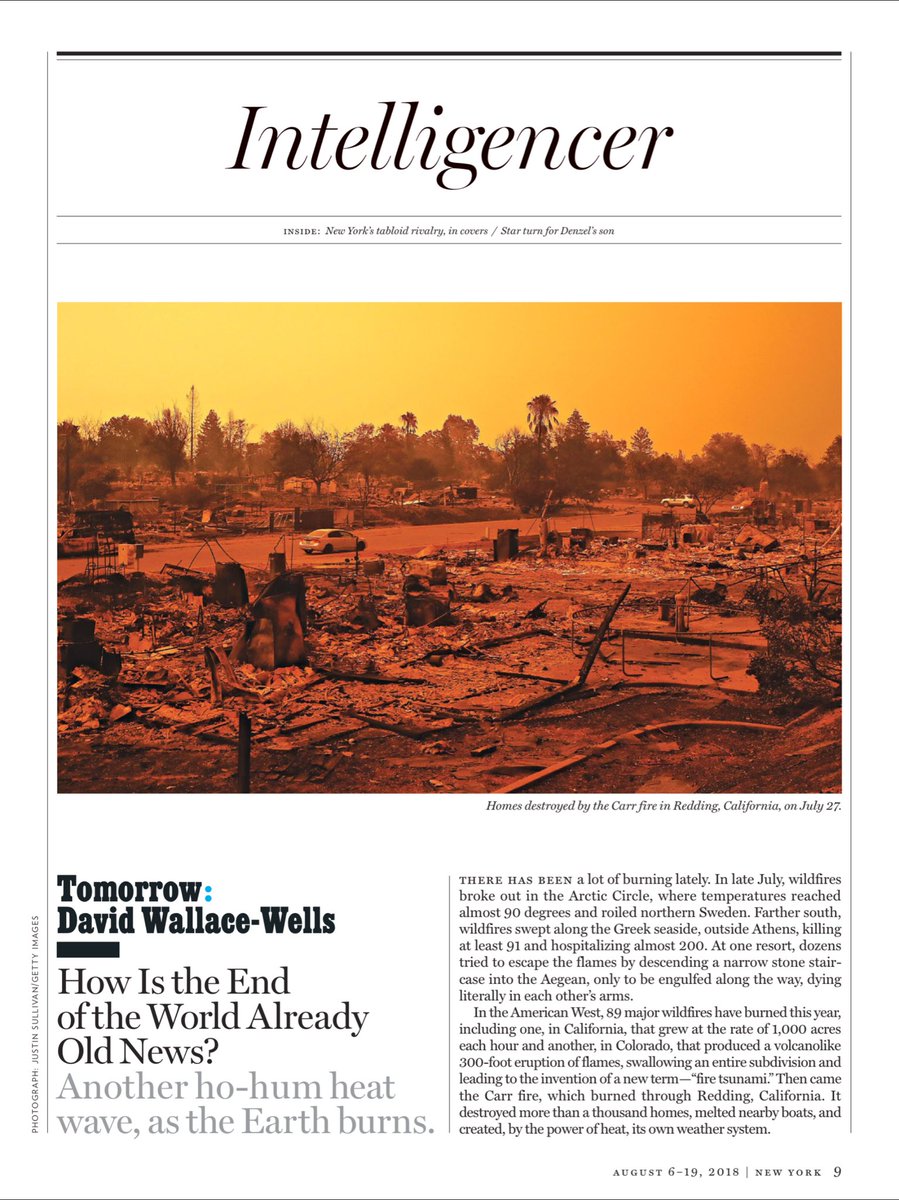 Intelligencer
INSIDE: New York's tabloid rivalry, in covers / Star turn for Denzel's son
Homes destroyed by the Carr fire in Redding, California, on July 27.
PHOTOGRAPH: JUSTIN SULLIVAN/GETTY IMAGES
Tomorrow:
David Wallace-Wells
How Is the End
of the World Already
Old News?
Another ho-hum heat
wave, as the Earth burns.
THERE HAS BEEN a lot of burning lately. In late July, wildfires
broke out in the Arctic Circle, where temperatures reached
almost 90 degrees and roiled northern Sweden. Farther south,
wildfires swept along the Greek seaside, outside Athens, killing
at least 91 and hospitalizing almost 200. At one resort, dozens
tried to escape the flames by descending a narrow stone stair-
case into the Aegean, only to be engulfed along the way, dying
literally in each other's arms.
In the American West, 89 major wildfires have burned this year,
including one, in California, that grew at the rate of 1,000 acres
each hour and another, in Colorado, that produced a volcanolike
300-foot eruption of flames, swallowing an entire subdivision and
leading to the invention of a new term—"fire tsunami." Then came
the Carr fire, which burned through Redding, California. It
destroyed more than a thousand homes, melted nearby boats, and
created, by the power of heat, its own weather system.
AUGUST 6–19, 2018 | NEW YORK 9